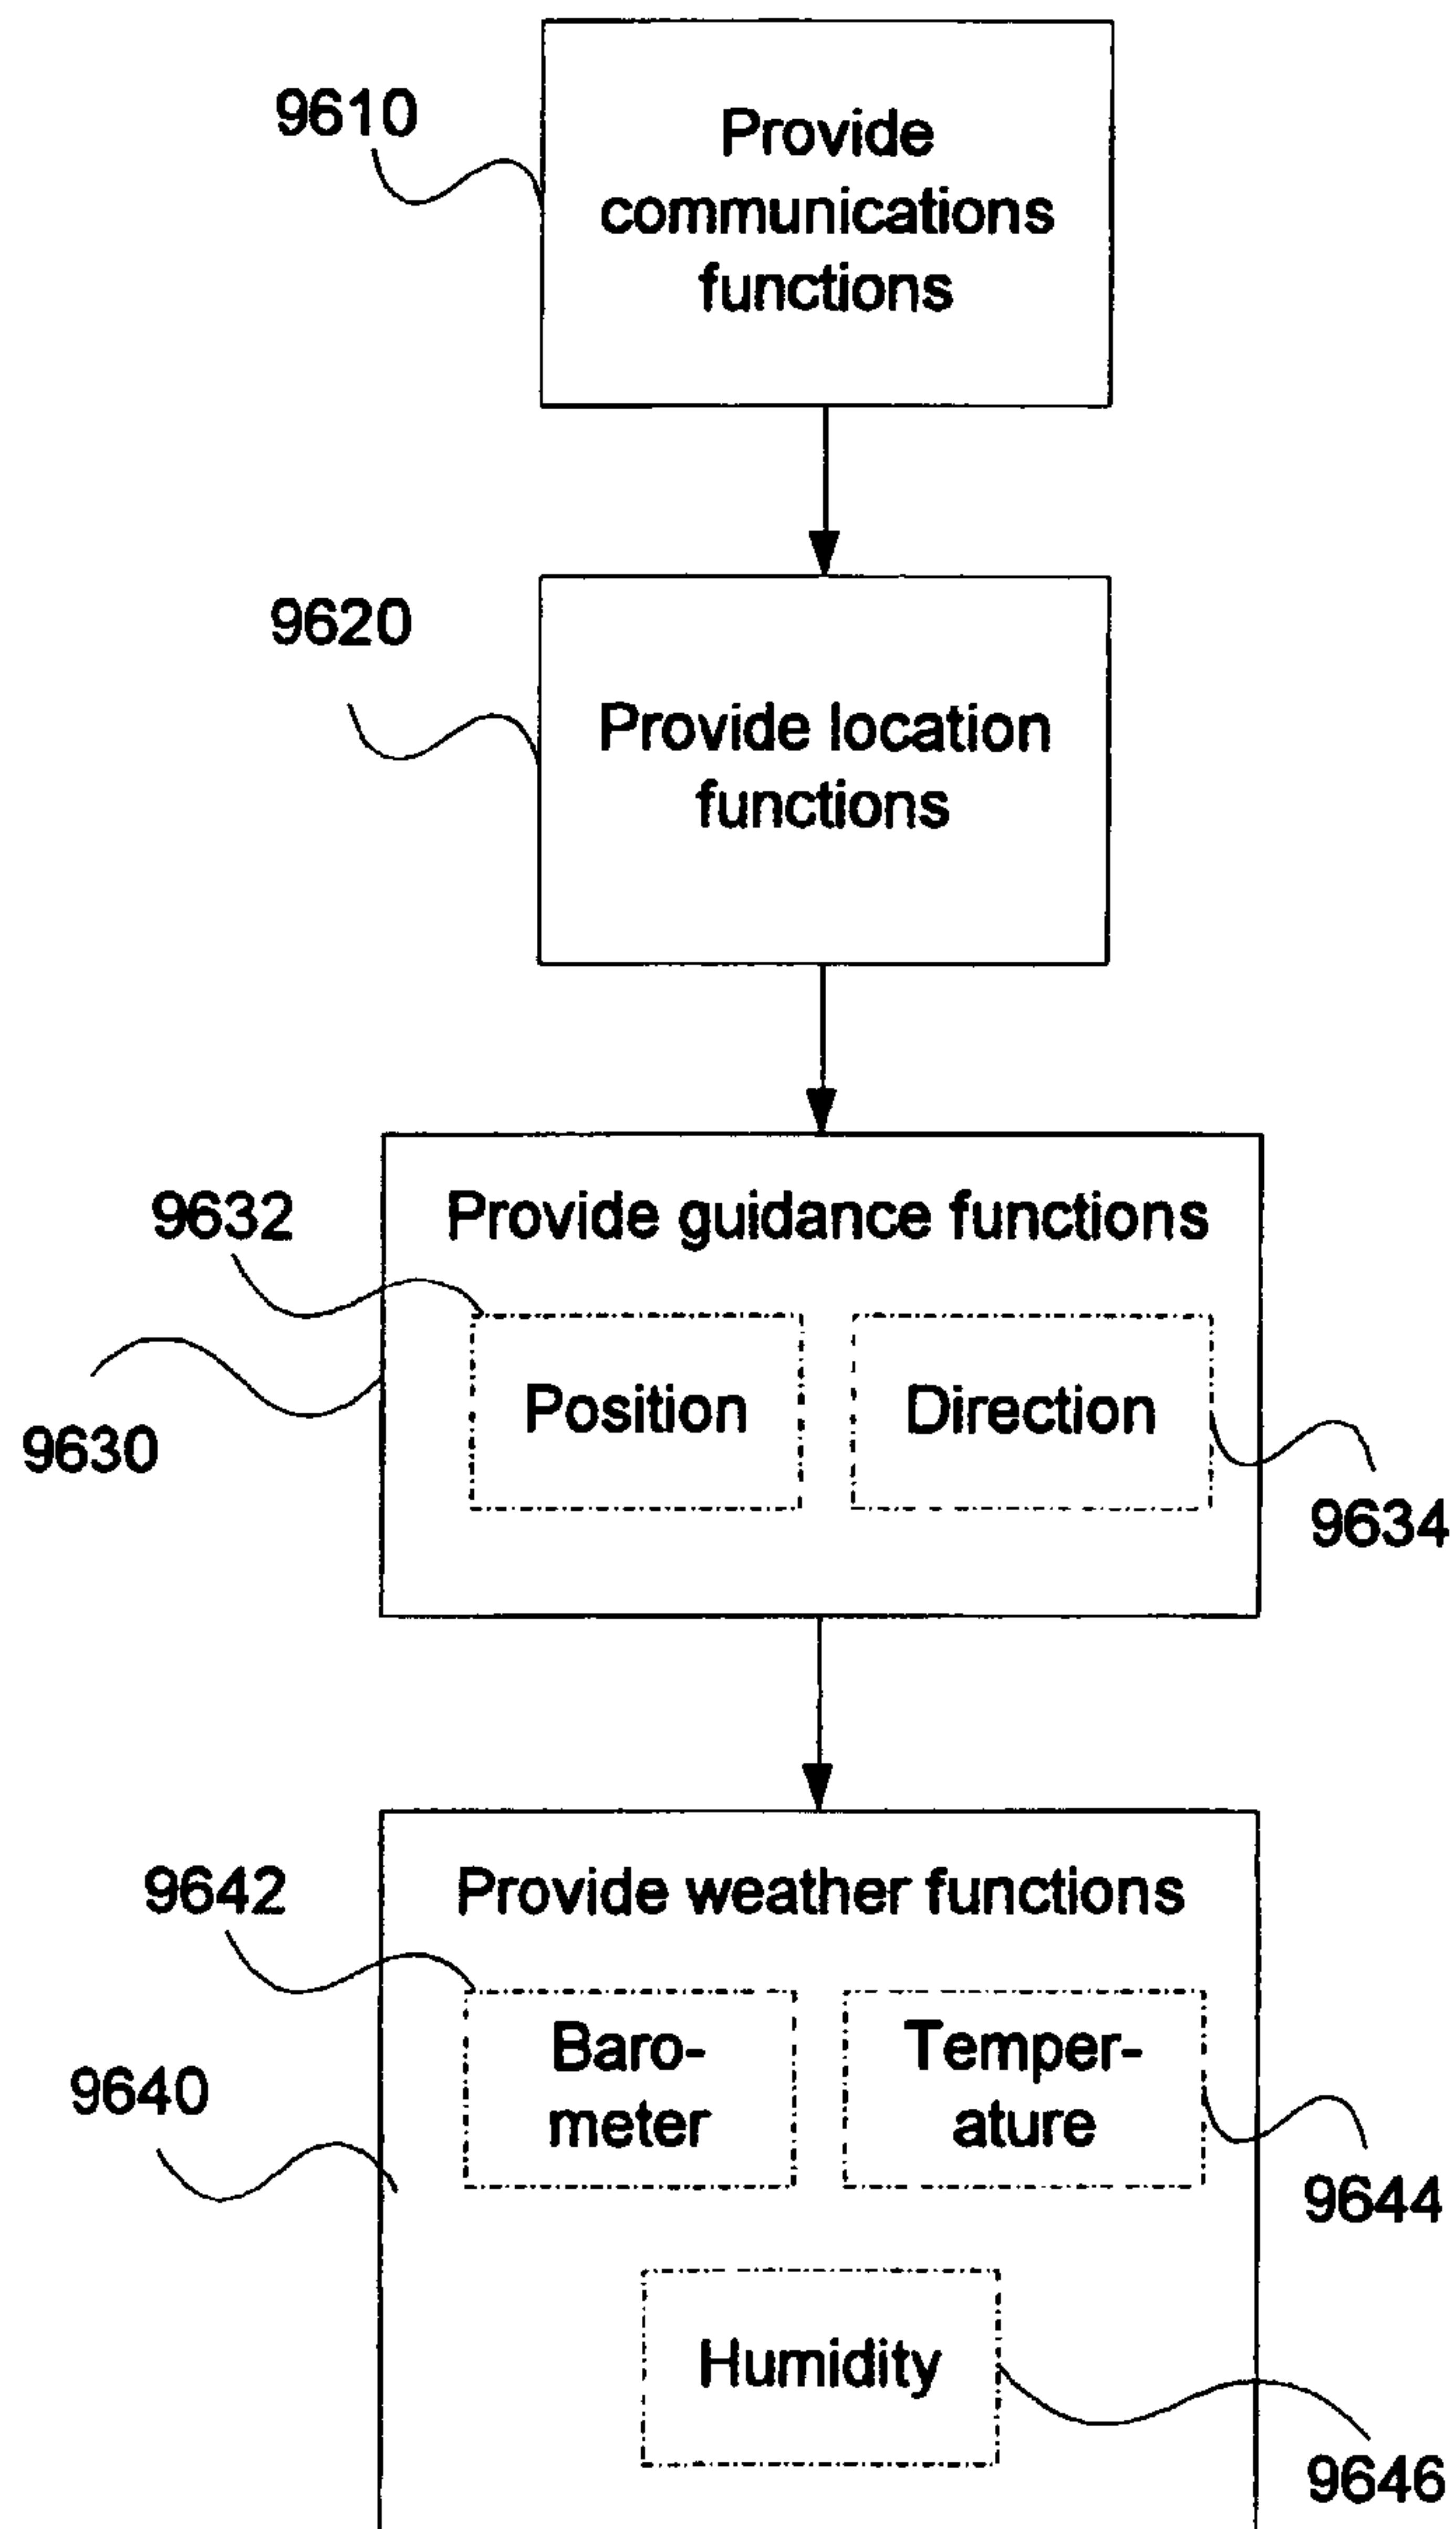 9610
Provide
communications
functions
9620
Provide location
functions
9632
Provide guidance functions
Position
Direction
9630
9634
9642
Provide weather functions
Baro-
meter
Temper-
ature
9640
9644
Humidity
9646